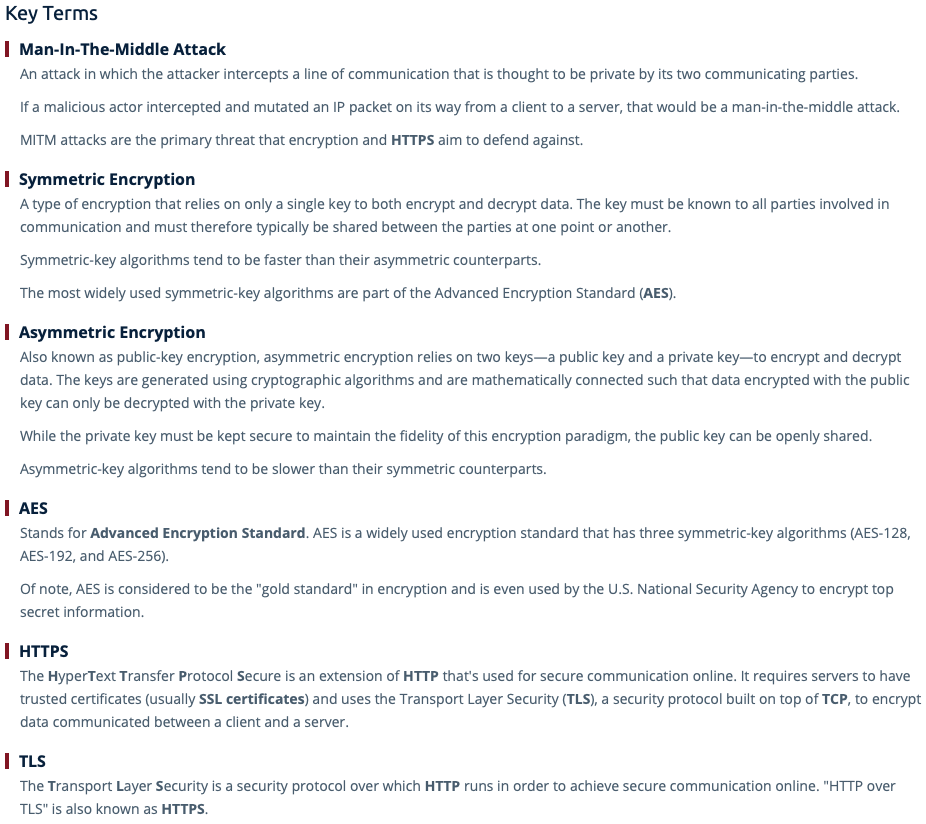 Key Terms
Man-In-The-Middle Attack
An attack in which the attacker intercepts a line of communication that is thought to be private by its two communicating parties.
If a malicious actor intercepted and mutated an IP packet on its way from a client to a server, that would be a man-in-the-middle attack.
MITM attacks are the primary threat that encryption and HTTPS aim to defend against.
Symmetric Encryption
A type of encryption that relies on only a single key to both encrypt and decrypt data. The key must be known to all parties involved in
communication and must therefore typically be shared between the parties at one point or another.
Symmetric-key algorithms tend to be faster than their asymmetric counterparts.
The most widely used symmetric-key algorithms are part of the Advanced Encryption Standard (AES).
Asymmetric Encryption
Also known as public-key encryption, asymmetric encryption relies on two keys—a public key and a private key—to encrypt and decrypt
data. The keys are generated using cryptographic algorithms and are mathematically connected such that data encrypted with the public
key can only be decrypted with the private key.
While the private key must be kept secure to maintain the fidelity of this encryption paradigm, the public key can be openly shared.
Asymmetric-key algorithms tend to be slower than their symmetric counterparts.
AES
Stands for Advanced Encryption Standard. AES is a widely used encryption standard that has three symmetric-key algorithms (AES-128,
AES-192, and AES-256).
Of note, AES is considered to be the "gold standard" in encryption and is even used by the U.S. National Security Agency to encrypt top
secret information.
HTTPS
The HyperText Transfer Protocol Secure is an extension of HTTP that's used for secure communication online. It requires servers to have
trusted certificates (usually SSL certificates) and uses the Transport Layer Security (TLS), a security protocol built on top of TCP, to encrypt
data communicated between a client and a server.
TLS
The Transport Layer Security is a security protocol over which HTTP runs in order to achieve secure communication online. "HTTP over
TLS" is also known as HTTPS.